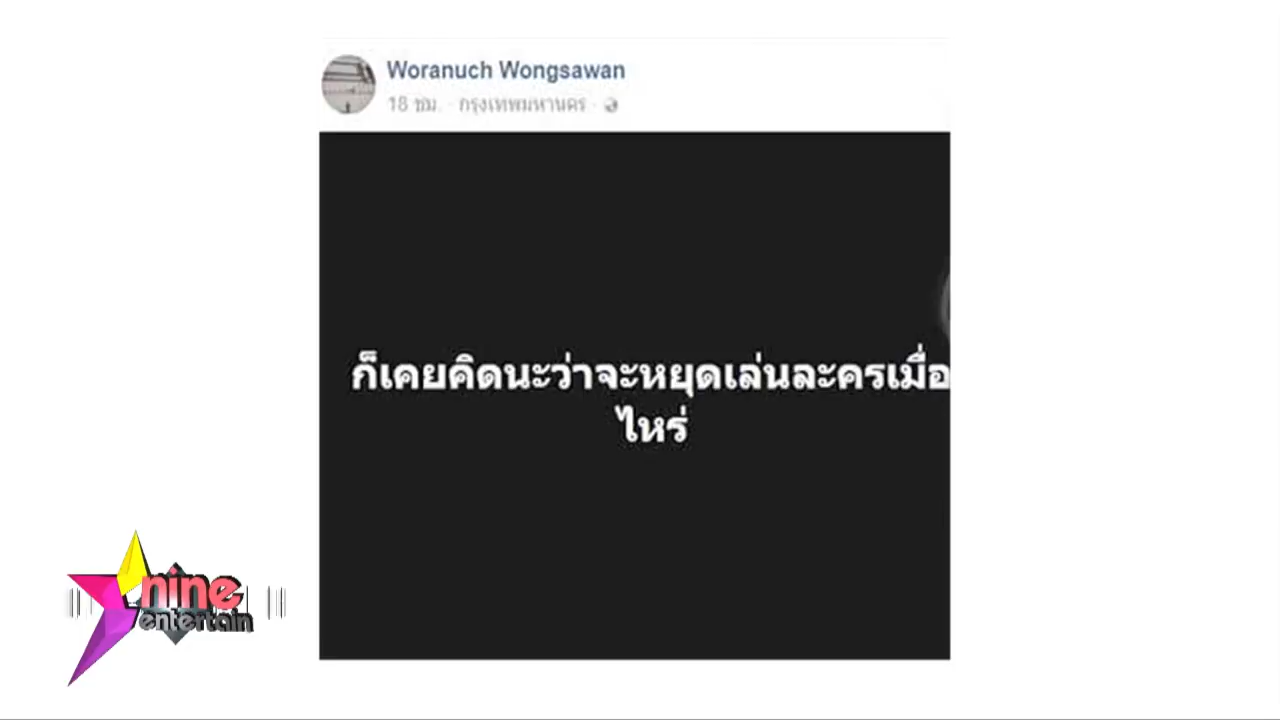 Woranuch Wongsawan
18 ชม. · กรุงเทพมหานคร ·
ก็เคยคิดนะว่าจะหยุดเล่นละครเมื่อ
ไหร่
nine
entertain